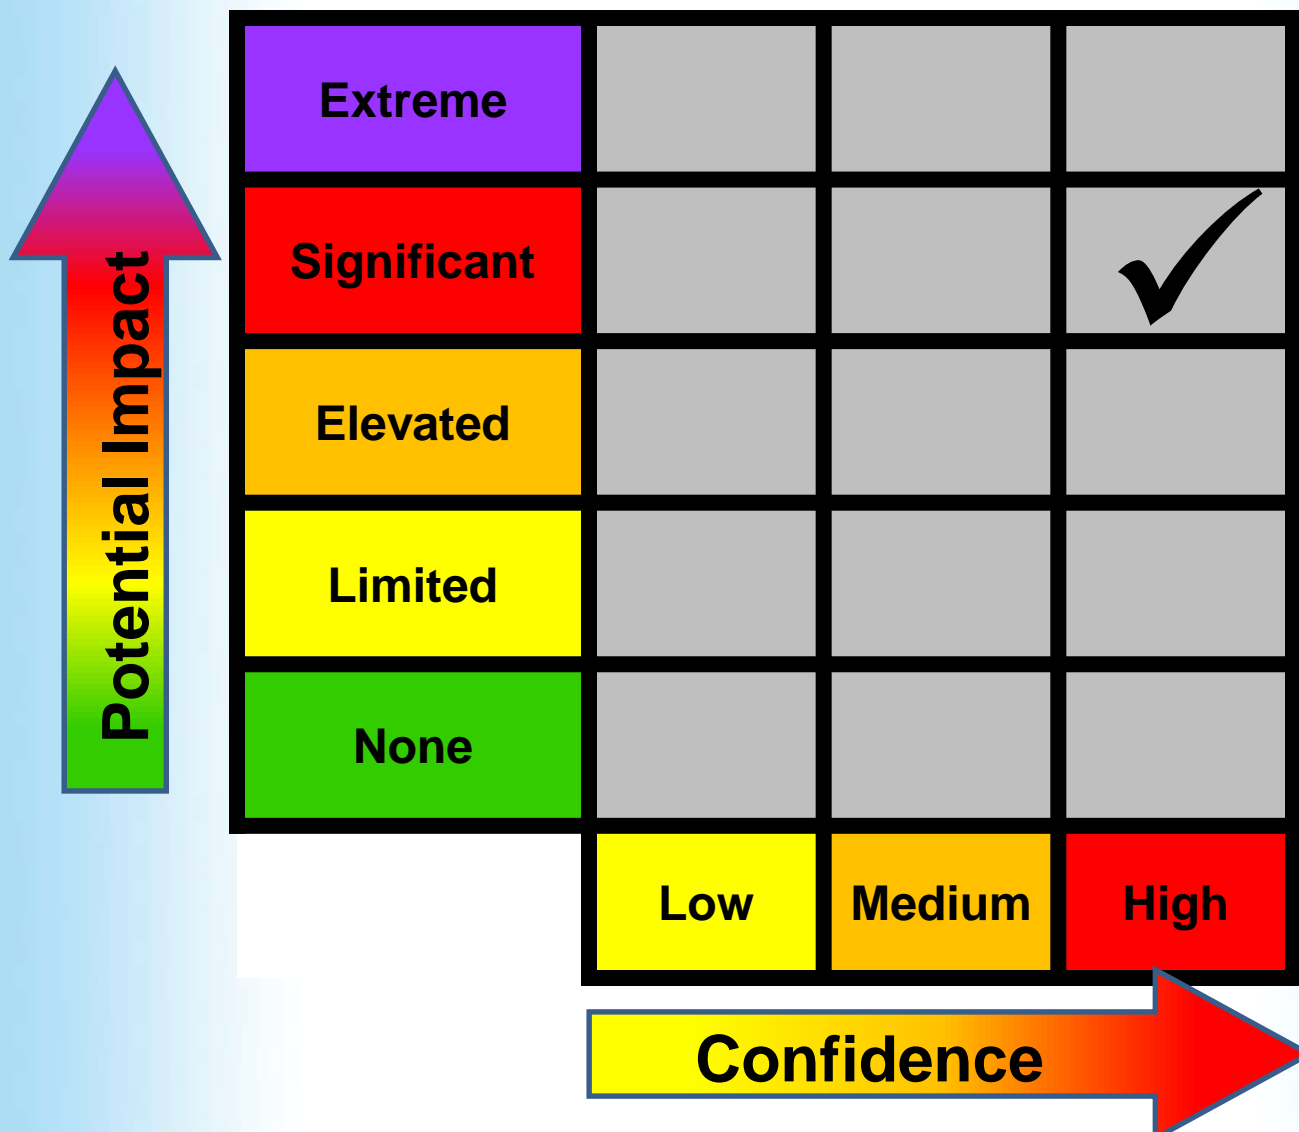 Potential Impact
Extreme
Significant
Elevated
Limited
None
Low Medium High
Confidence